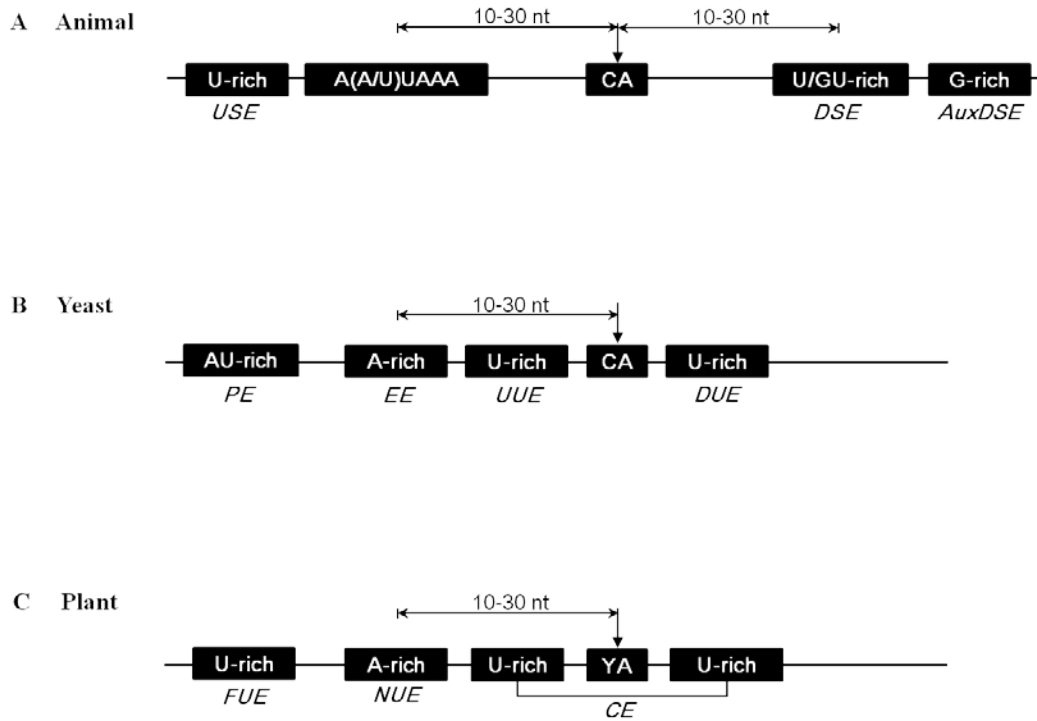 A Animal
10-30 nt 10-30 nt
U-rich A(A/U)UAAA CA U/GU-rich G-rich
USE DSE AuxDSE
B Yeast
10-30 nt
AU-rich A-rich U-rich CA U-rich
PE EE UUE DUE
C Plant
10-30 nt
U-rich A-rich U-rich YA U-rich
FUE NUE CE